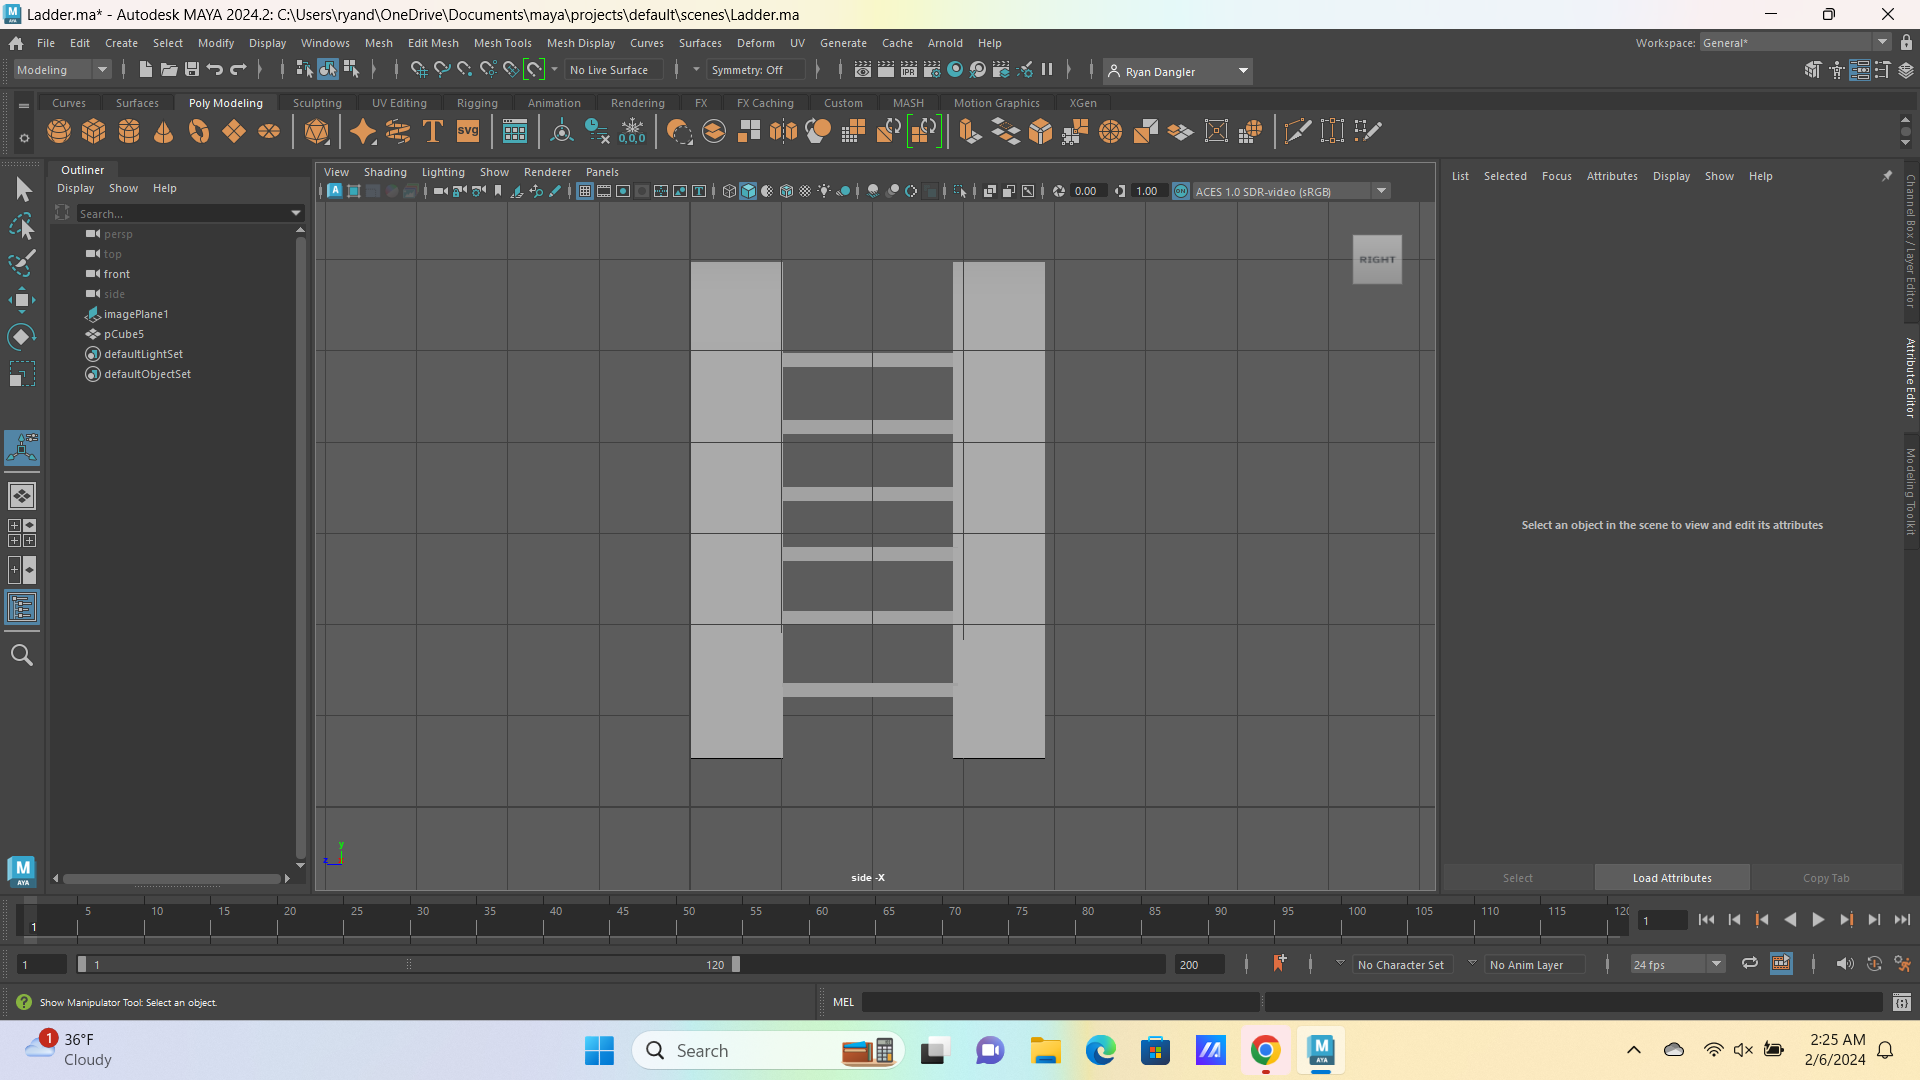 Ladder.ma* - Autodesk MAYA 2024.2: C:\Users\ryand\OneDrive\Documents\maya\projects\default\scenes\Ladder.ma
File Edit Create Select Modify Display Windows Mesh Edit Mesh Mesh Tools Mesh Display Curves Surfaces Deform UV Generate Cache Arnold Help
Workspace: General*
Modeling
No Live Surface
Symmetry: Off
IPR
Ryan Dangler
Curves Surfaces Poly Modeling Sculpting UV Editing Rigging Animation Rendering FX FX Caching Custom MASH Motion Graphics XGen
T
SVG
0,0,0
Outliner
Display Show Help
Search...
persp
top
front
side
imagePlane1
pCube5
defaultLightSet
defaultObjectSet
View Shading Lighting Show Renderer Panels
0.00
1.00
ON
ACES 1.0 SDR-video (sRGB)
RIGHT
y
z
side -X
List Selected Focus Attributes Display Show Help
Select an object in the scene to view and edit its attributes
Select
Load Attributes
Copy Tab
Channel Box / Layer Editor
Attribute Editor
Modeling Toolkit
M
AYA
5 10 15 20 25 30 35 40 45 50 55 60 65 70 75 80 85 90 95 100 105 110 115 120
1
1
1
1
120
200
No Character Set
No Anim Layer
24 fps
Show Manipulator Tool: Select an object.
MEL
1
36°F
Cloudy
Search
2:25 AM
2/6/2024